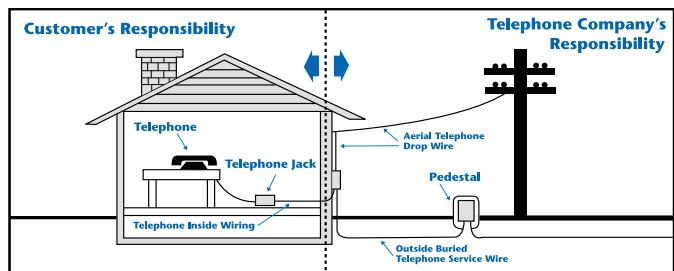 Customer's Responsibility
Telephone Company's
Responsibility
Telephone
Telephone Jack
Telephone Inside Wiring
Aerial Telephone
Drop Wire
Pedestal
Outside Buried
Telephone Service Wire